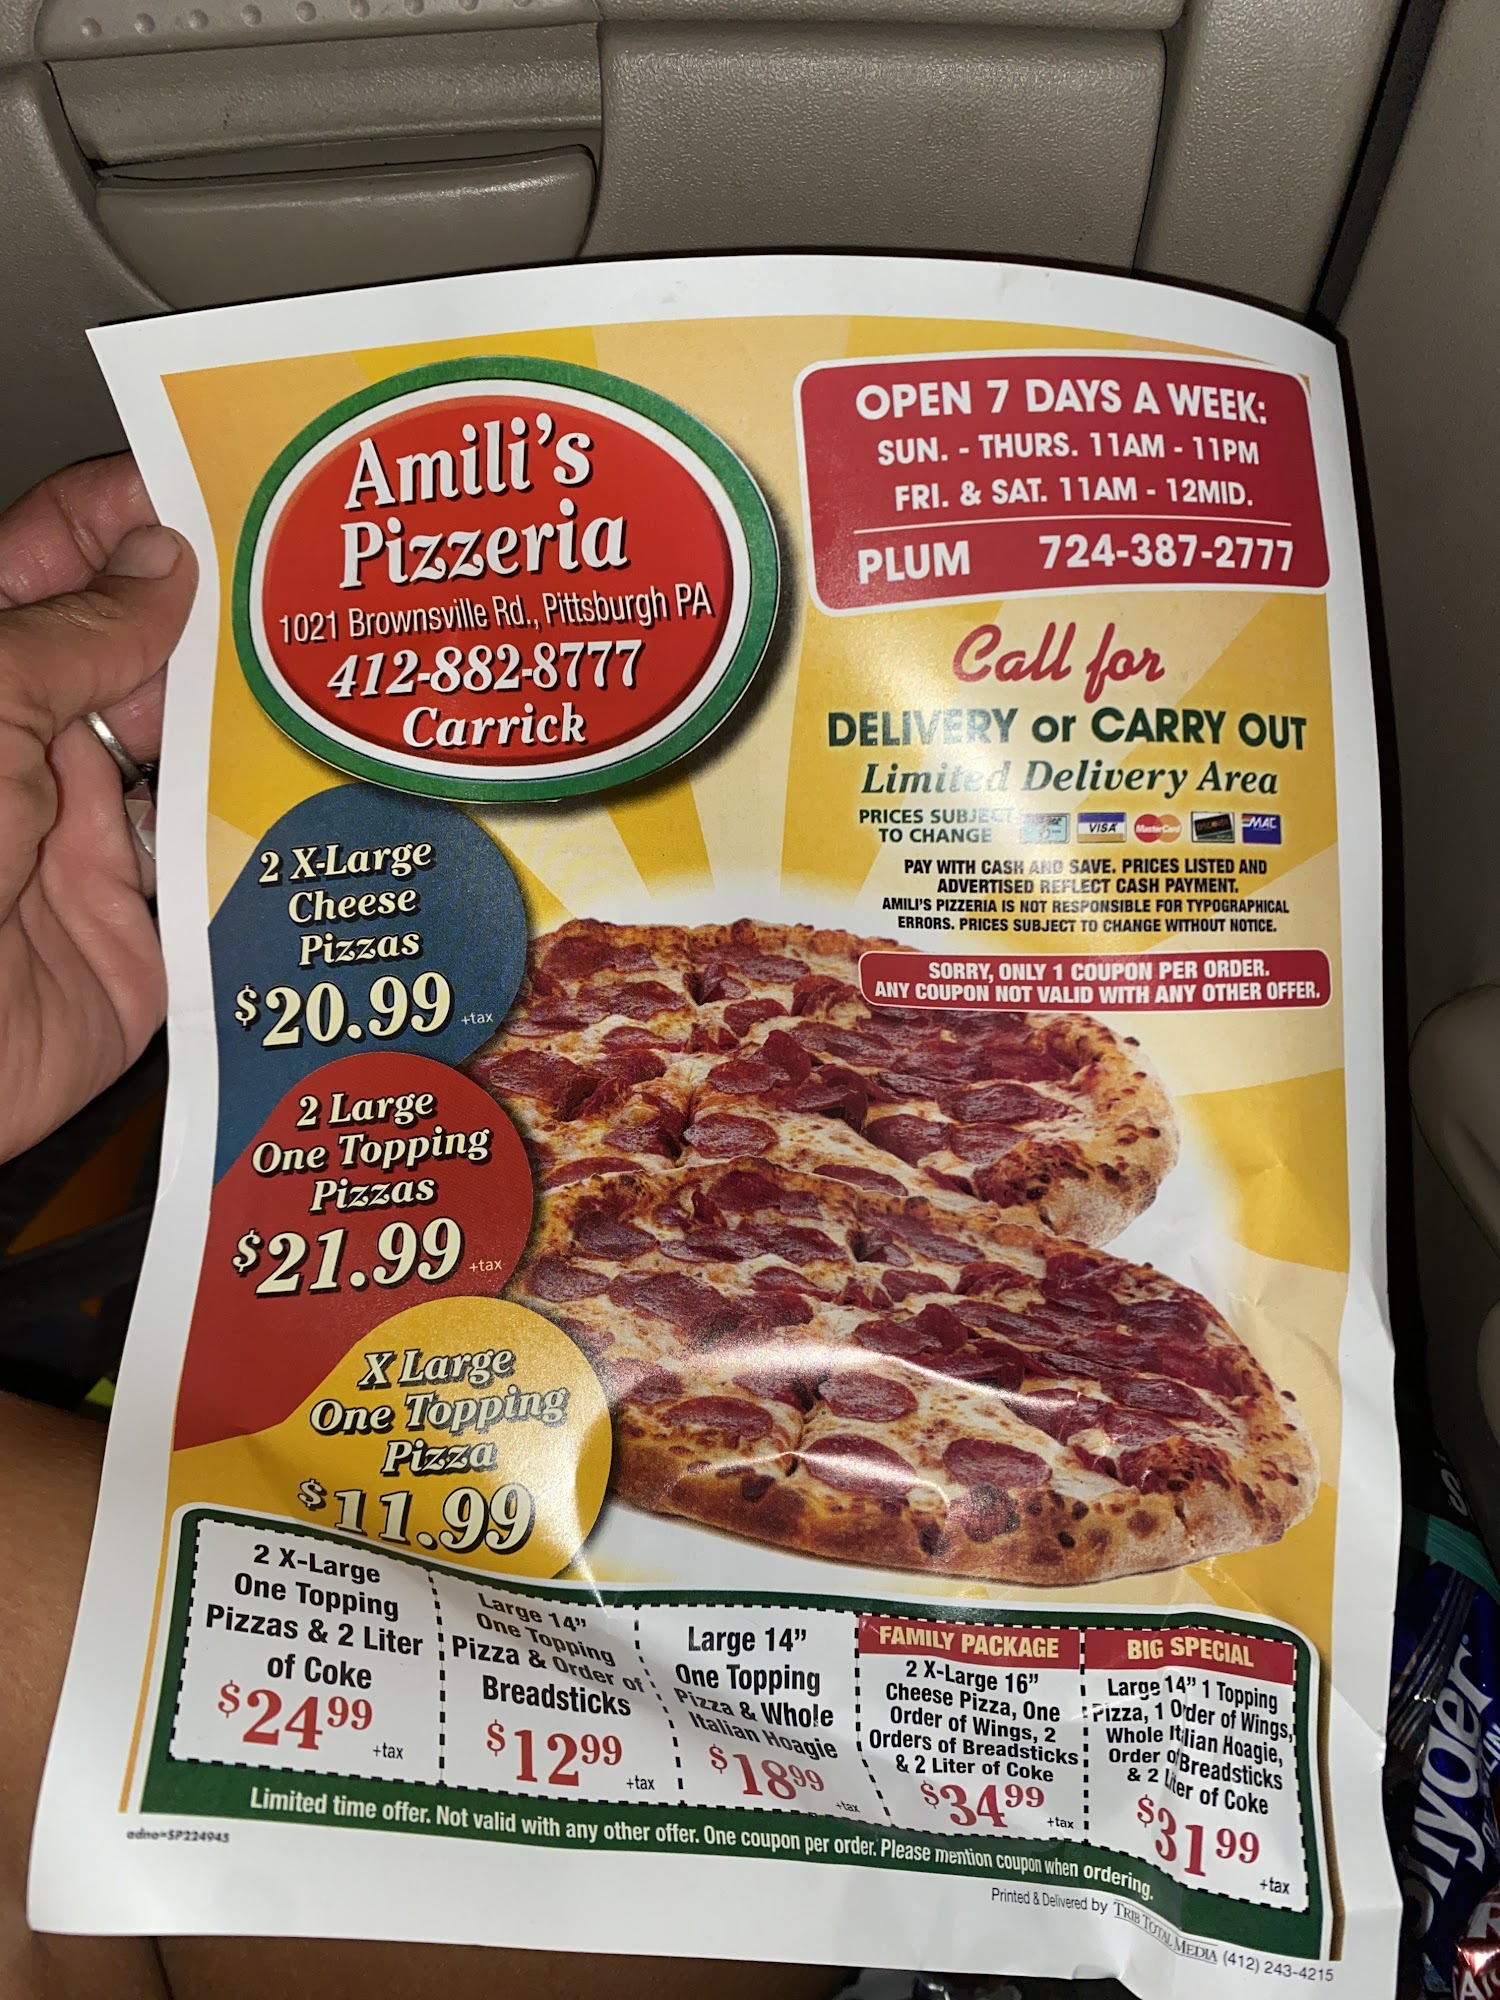 Amili's
Pizzeria
1021 Brownsville Rd., Pittsburgh PA
412-882-8777
Carrick
OPEN 7 DAYS A WEEK:
SUN. - THURS. 11AM - 11PM
FRI. & SAT. 11AM - 12MID.
PLUM 724-387-2777
Call for
DELIVERY or CARRY OUT
Limited Delivery Area
PRICES SUBJECT
TO CHANGE
VISA
MasterCard
DISCOVER
MAC
PAY WITH CASH AND SAVE. PRICES LISTED AND
ADVERTISED REFLECT CASH PAYMENT.
AMILI'S PIZZERIA IS NOT RESPONSIBLE FOR TYPOGRAPHICAL
ERRORS. PRICES SUBJECT TO CHANGE WITHOUT NOTICE.
SORRY, ONLY 1 COUPON PER ORDER.
ANY COUPON NOT VALID WITH ANY OTHER OFFER.
2 X-Large
Cheese
Pizzas
$20.99 +tax
2 Large
One Topping
Pizzas
$21.99 +tax
X Large
One Topping
Pizza
$11.99
2 X-Large
One Topping
Pizzas & 2 Liter
of Coke
$24.99
+tax
Large 14"
One Topping
Pizza & Order of
Breadsticks
$12.99
+tax
Large 14"
One Topping
Pizza & Whole
Italian Hoagie
$18.99
+tax
FAMILY PACKAGE
2 X-Large 16"
Cheese Pizza, One
Order of Wings, 2
Orders of Breadsticks
& 2 Liter of Coke
$34.99
+tax
BIG SPECIAL
Large 14" 1 Topping
Pizza, 1 Order of Wings,
Whole Italian Hoagie,
Order of Breadsticks
& 2 Liter of Coke
$31.99
+tax
Limited time offer. Not valid with any other offer. One coupon per order. Please mention coupon when ordering.
adno=SP224943
Printed & Delivered by TRIB TOTAL MEDIA (412) 243-4215
Snyder